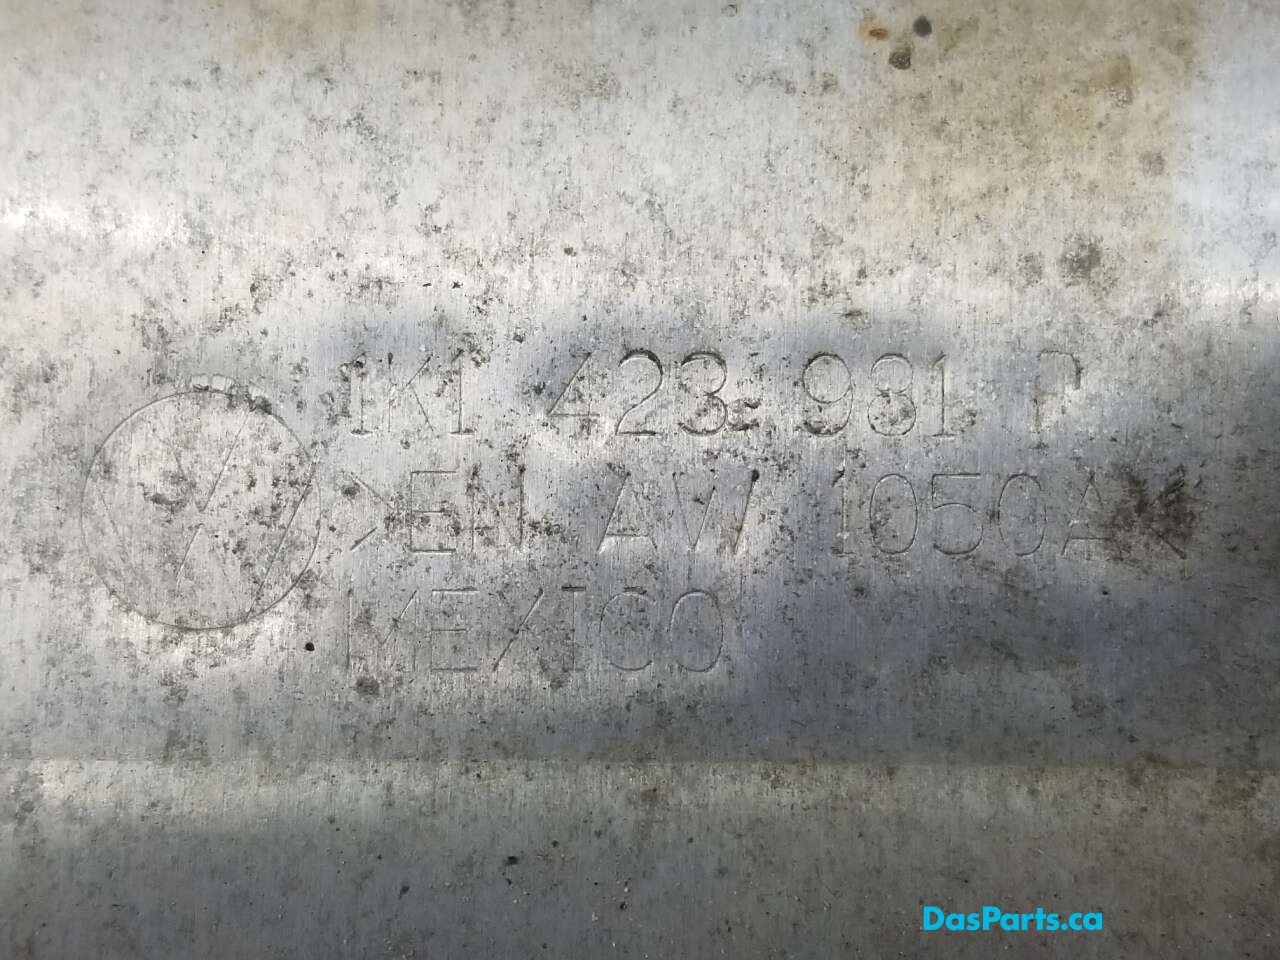 1K1 423 981 P
>EN AW 1050A<
MEXICO
DasParts.ca